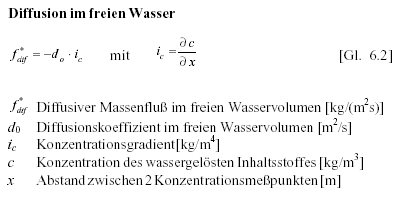 Diffusion im freien Wasser
f*dif = -do · ic mit ic = ∂c/∂x [Gl. 6.2]
f*dif Diffusiver Massenfluß im freien Wasservolumen [kg/(m²s)]
d0 Diffusionskoeffizient im freien Wasservolumen [m²/s]
ic Konzentrationsgradient[kg/m⁴]
c Konzentration des wassergelösten Inhaltsstoffes [kg/m³]
x Abstand zwischen 2 Konzentrationsmeßpunkten [m]